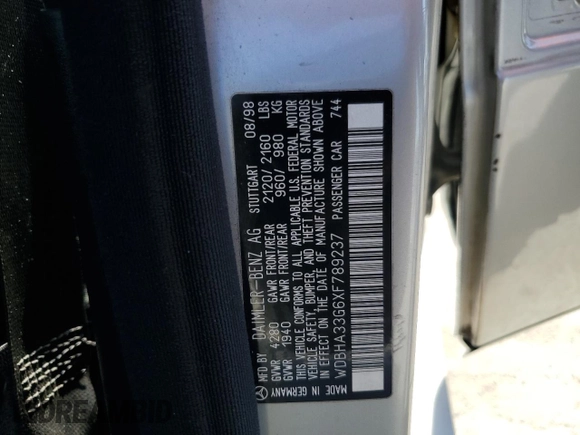 MFD BY DAIMLER-BENZ AG STUTTGART 08/98
GVWR 4280 GAWR FRONT/REAR 2120/ 2160 LBS
GVWR 1940 GAWR FRONT/REAR 960/ 980 KG
THIS VEHICLE CONFORMS TO ALL APPLICABLE U.S. FEDERAL MOTOR
VEHICLE SAFETY, BUMPER, AND THEFT PREVENTION STANDARDS
IN EFFECT ON THE DATE OF MANUFACTURE SHOWN ABOVE
WDBHA33G6XF789237 PASSENGER CAR 744
MADE IN GERMANY
DREAMBID